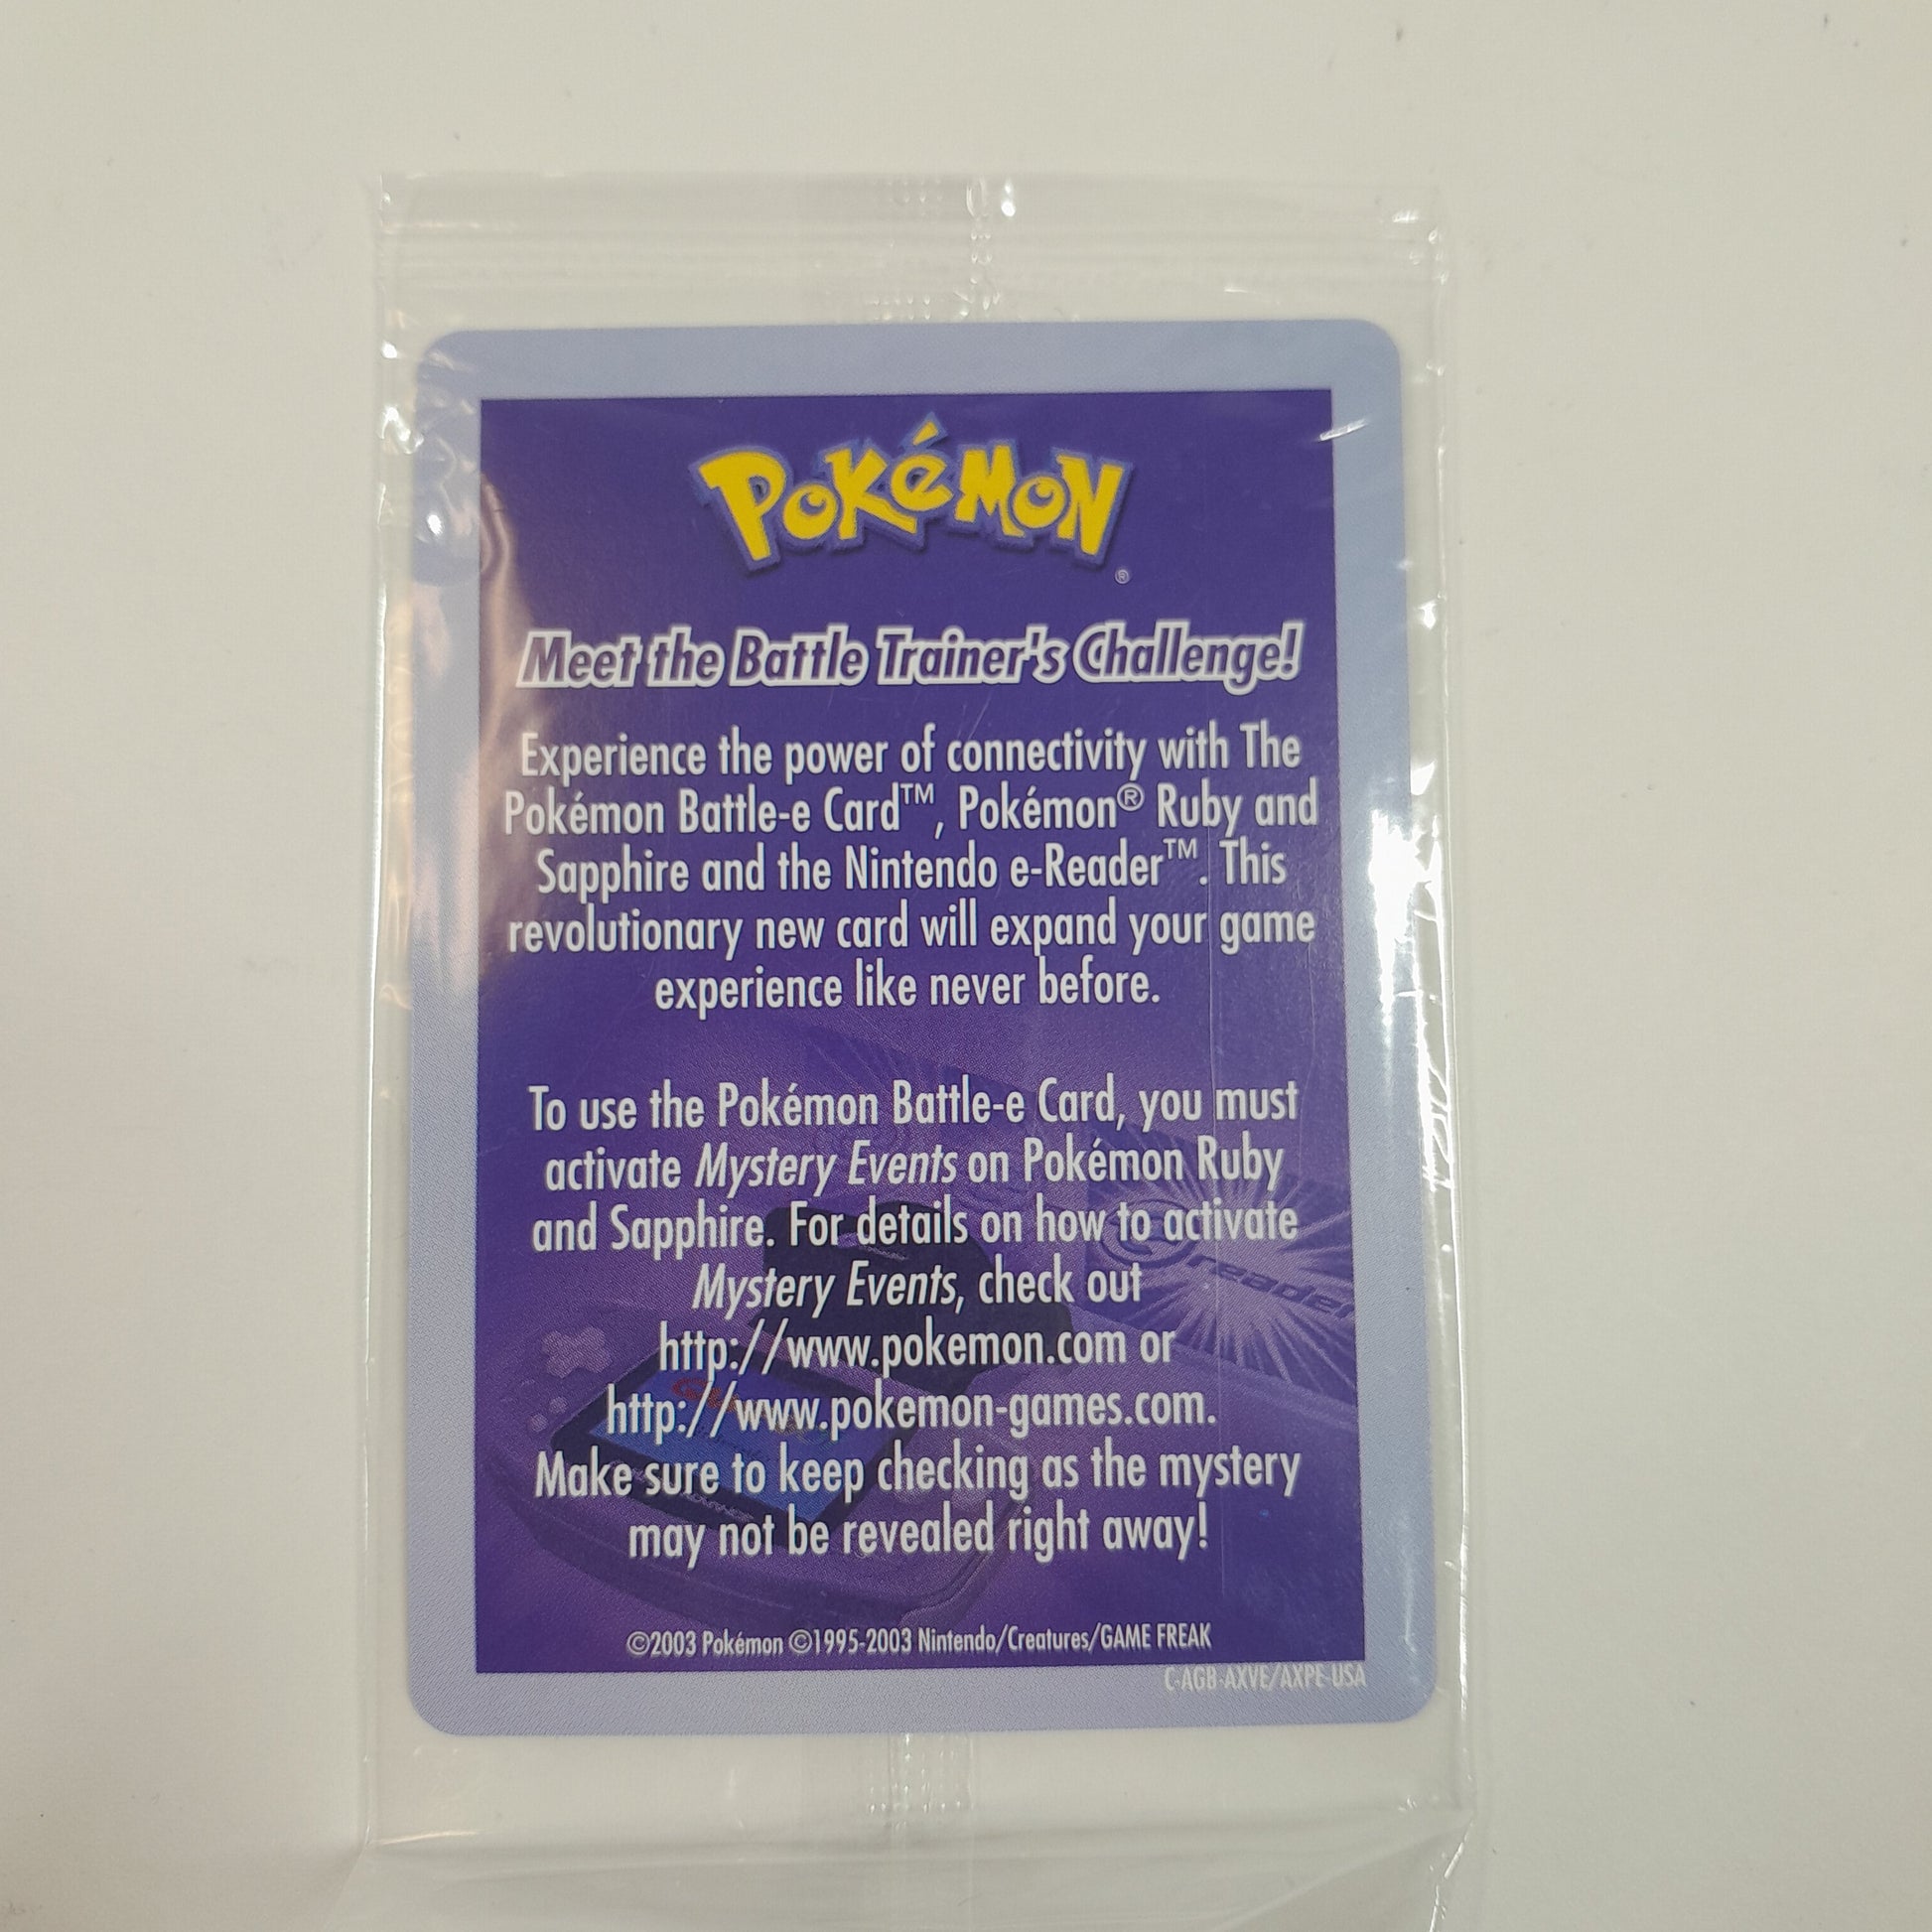 POKéMON
®
Meet the Battle Trainer's Challenge!
Experience the power of connectivity with The
Pokémon Battle-e Card™, Pokémon® Ruby and
Sapphire and the Nintendo e-Reader™. This
revolutionary new card will expand your game
experience like never before.
To use the Pokémon Battle-e Card, you must
activate Mystery Events on Pokémon Ruby
and Sapphire. For details on how to activate
Mystery Events, check out
http://www.pokemon.com or
http://www.pokemon-games.com.
Make sure to keep checking as the mystery
may not be revealed right away!
e reader
©2003 Pokémon ©1995-2003 Nintendo/Creatures/GAME FREAK
C-AGB-AXVE/AXPE-USA